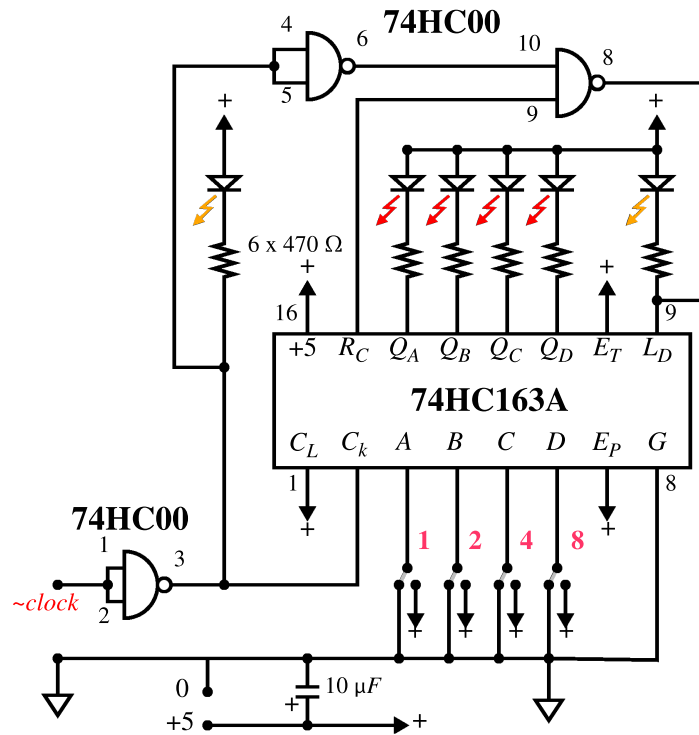 74HC00
4
6
5
10
8
9
+
+
6 x 470 Ω
+
+
16
9
+5 R_C Q_A Q_B Q_C Q_D E_T L_D
74HC163A
C_L C_k A B C D E_P G
1
8
+
+
74HC00
1
3
2
~clock
1 2 4 8
+ + + +
0
10 µF
+
+5
+